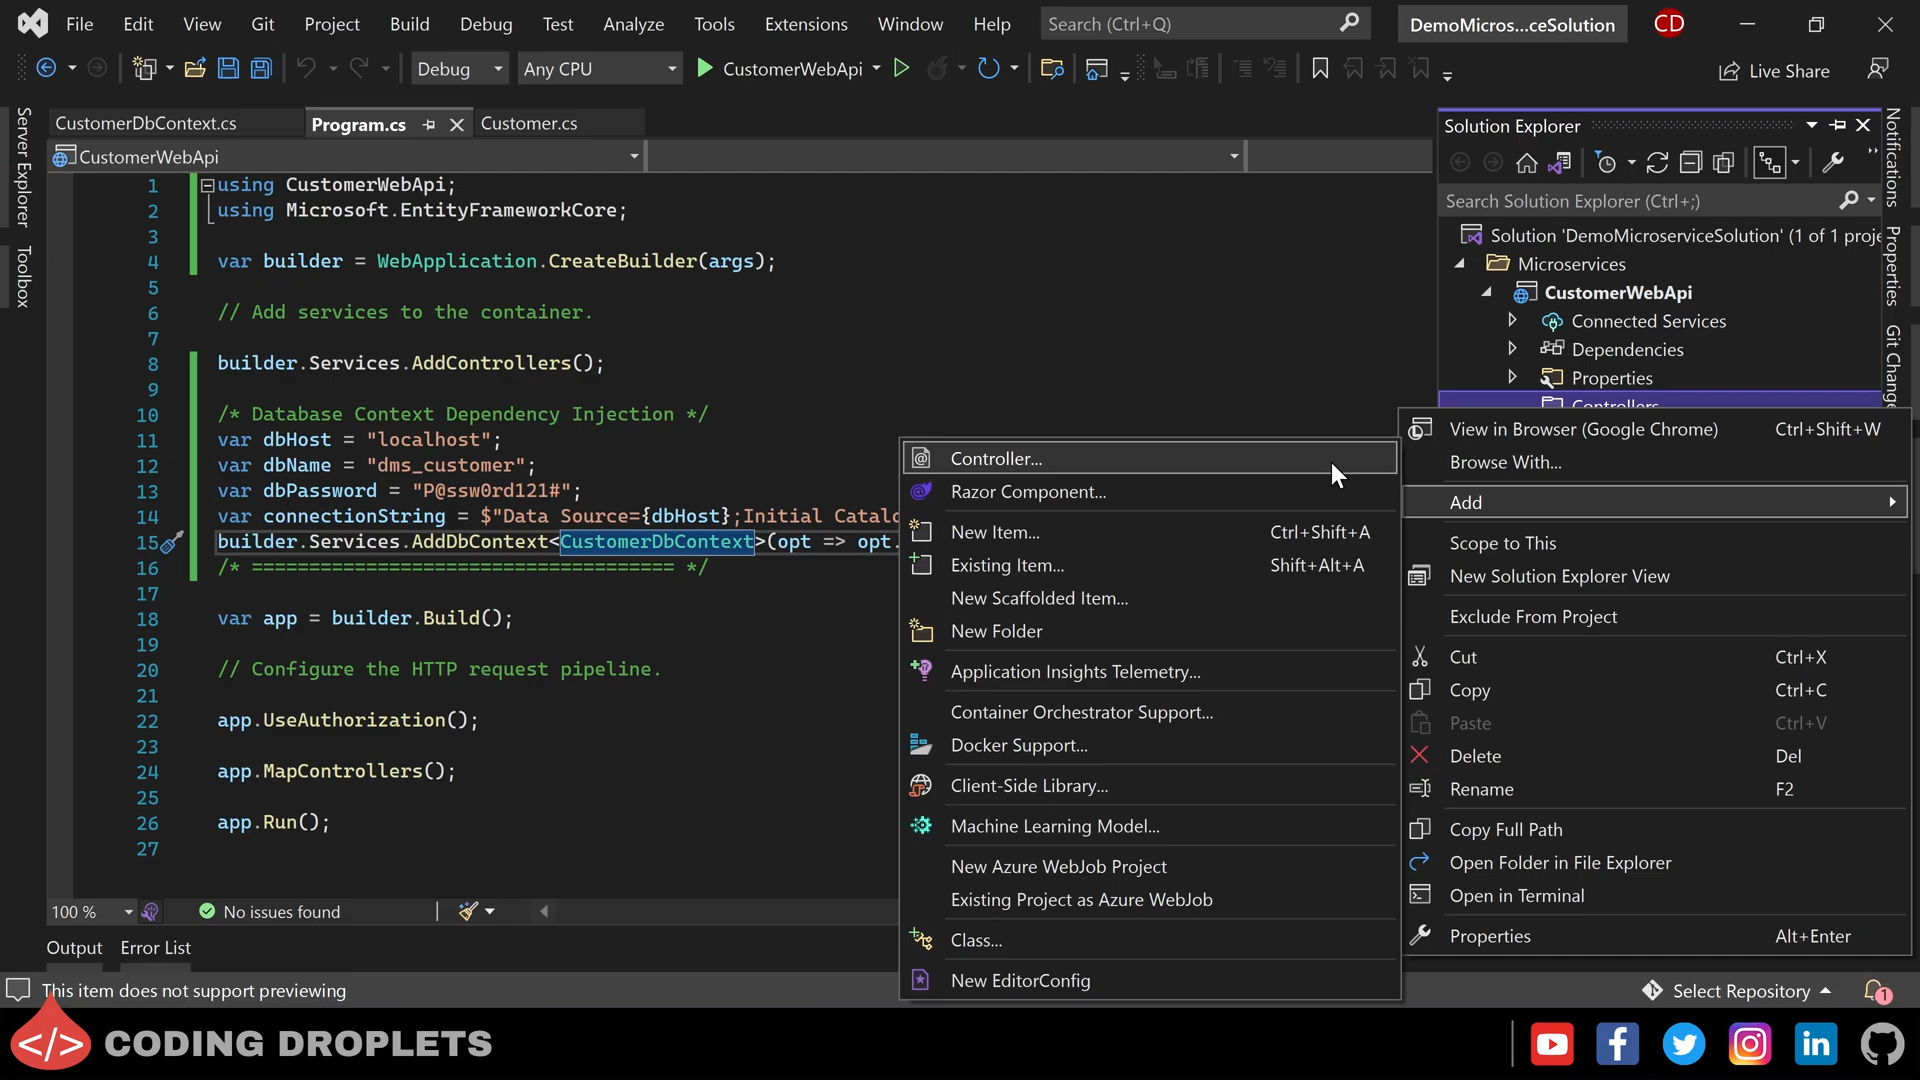 File Edit View Git Project Build Debug Test Analyze Tools Extensions Window Help Search (Ctrl+Q) DemoMicros...ceSolution CD
Debug Any CPU CustomerWebApi Live Share
Server Explorer
Toolbox
CustomerDbContext.cs Program.cs Customer.cs
CustomerWebApi
1 using CustomerWebApi;
2 using Microsoft.EntityFrameworkCore;
3
4 var builder = WebApplication.CreateBuilder(args);
5
6 // Add services to the container.
7
8 builder.Services.AddControllers();
9
10 /* Database Context Dependency Injection */
11 var dbHost = "localhost";
12 var dbName = "dms_customer";
13 var dbPassword = "P@ssw0rd121#";
14 var connectionString = $"Data Source={dbHost};Initial Catalo
15 builder.Services.AddDbContext<CustomerDbContext>(opt => opt.
16 /* ===================================== */
17
18 var app = builder.Build();
19
20 // Configure the HTTP request pipeline.
21
22 app.UseAuthorization();
23
24 app.MapControllers();
25
26 app.Run();
27
100 % No issues found
Output Error List
This item does not support previewing
Select Repository 1
Solution Explorer
Search Solution Explorer (Ctrl+;)
Solution 'DemoMicroserviceSolution' (1 of 1 proje
Microservices
CustomerWebApi
Connected Services
Dependencies
Properties
Controllers
Notifications
Properties
Git Change
View in Browser (Google Chrome) Ctrl+Shift+W
Browse With...
Add
Scope to This
New Solution Explorer View
Exclude From Project
Cut Ctrl+X
Copy Ctrl+C
Paste Ctrl+V
Delete Del
Rename F2
Copy Full Path
Open Folder in File Explorer
Open in Terminal
Properties Alt+Enter
Controller...
Razor Component...
New Item... Ctrl+Shift+A
Existing Item... Shift+Alt+A
New Scaffolded Item...
New Folder
Application Insights Telemetry...
Container Orchestrator Support...
Docker Support...
Client-Side Library...
Machine Learning Model...
New Azure WebJob Project
Existing Project as Azure WebJob
Class...
New EditorConfig
</> CODING DROPLETS